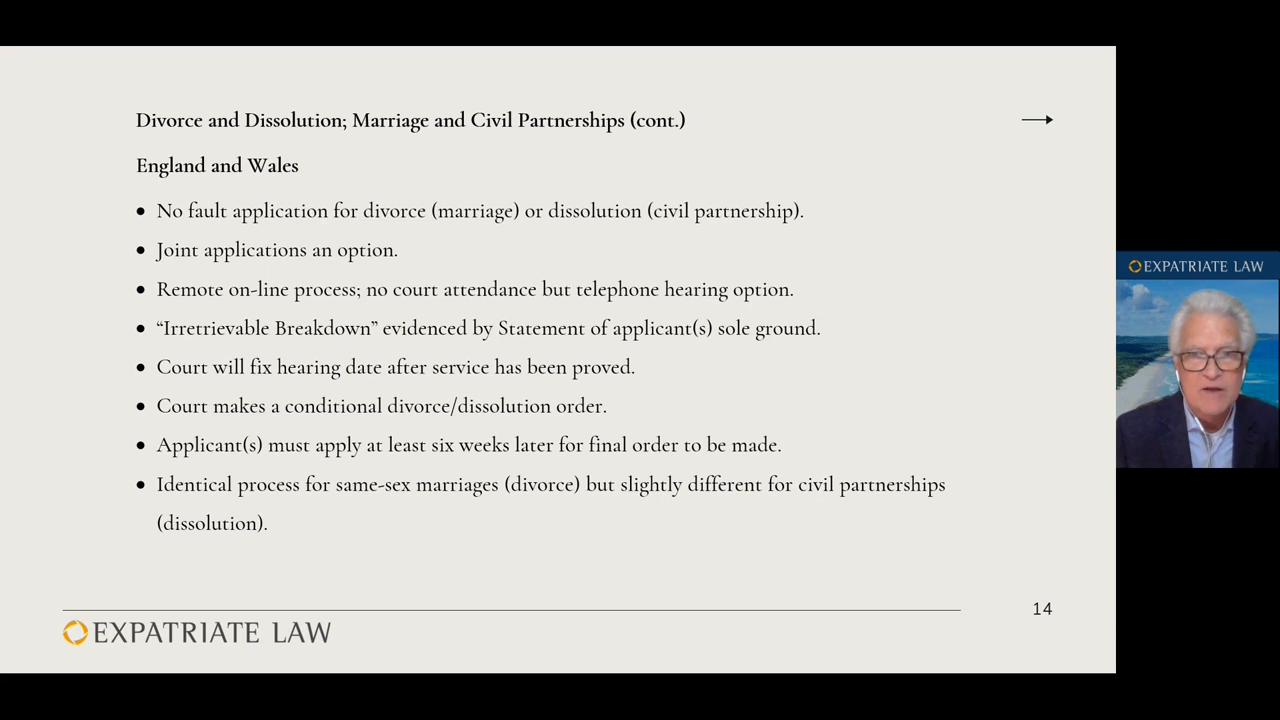 Divorce and Dissolution; Marriage and Civil Partnerships (cont.)
England and Wales
• No fault application for divorce (marriage) or dissolution (civil partnership).
• Joint applications an option.
• Remote on-line process; no court attendance but telephone hearing option.
• “Irretrievable Breakdown” evidenced by Statement of applicant(s) sole ground.
• Court will fix hearing date after service has been proved.
• Court makes a conditional divorce/dissolution order.
• Applicant(s) must apply at least six weeks later for final order to be made.
• Identical process for same-sex marriages (divorce) but slightly different for civil partnerships
(dissolution).
14
EXPATRIATE LAW
EXPATRIATE LAW